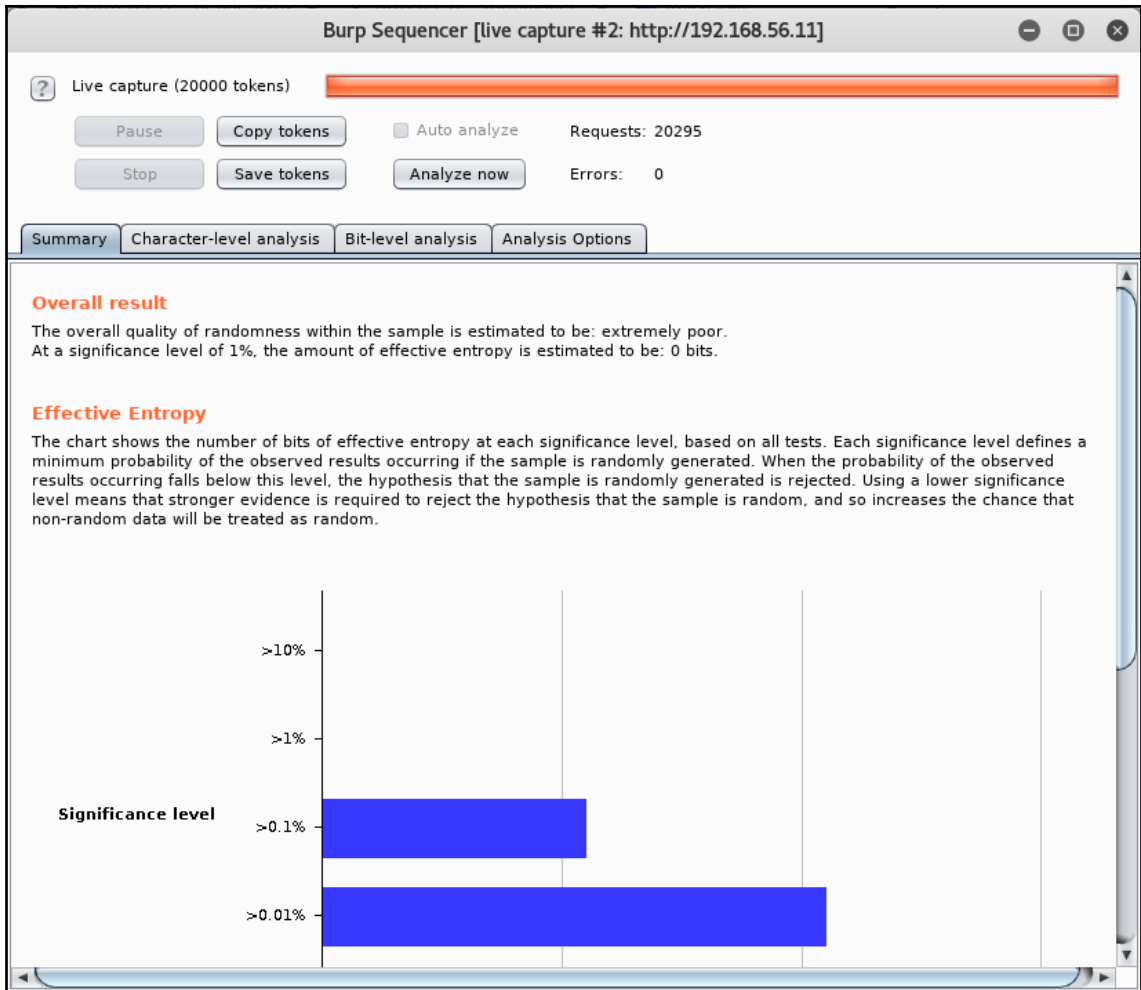 Burp Sequencer [live capture #2: http://192.168.56.11]
? Live capture (20000 tokens)
Pause Copy tokens Auto analyze Requests: 20295
Stop Save tokens Analyze now Errors: 0
Summary Character-level analysis Bit-level analysis Analysis Options
Overall result
The overall quality of randomness within the sample is estimated to be: extremely poor.
At a significance level of 1%, the amount of effective entropy is estimated to be: 0 bits.
Effective Entropy
The chart shows the number of bits of effective entropy at each significance level, based on all tests. Each significance level defines a
minimum probability of the observed results occurring if the sample is randomly generated. When the probability of the observed
results occurring falls below this level, the hypothesis that the sample is randomly generated is rejected. Using a lower significance
level means that stronger evidence is required to reject the hypothesis that the sample is random, and so increases the chance that
non-random data will be treated as random.
>10%
>1%
Significance level
>0.1%
>0.01%